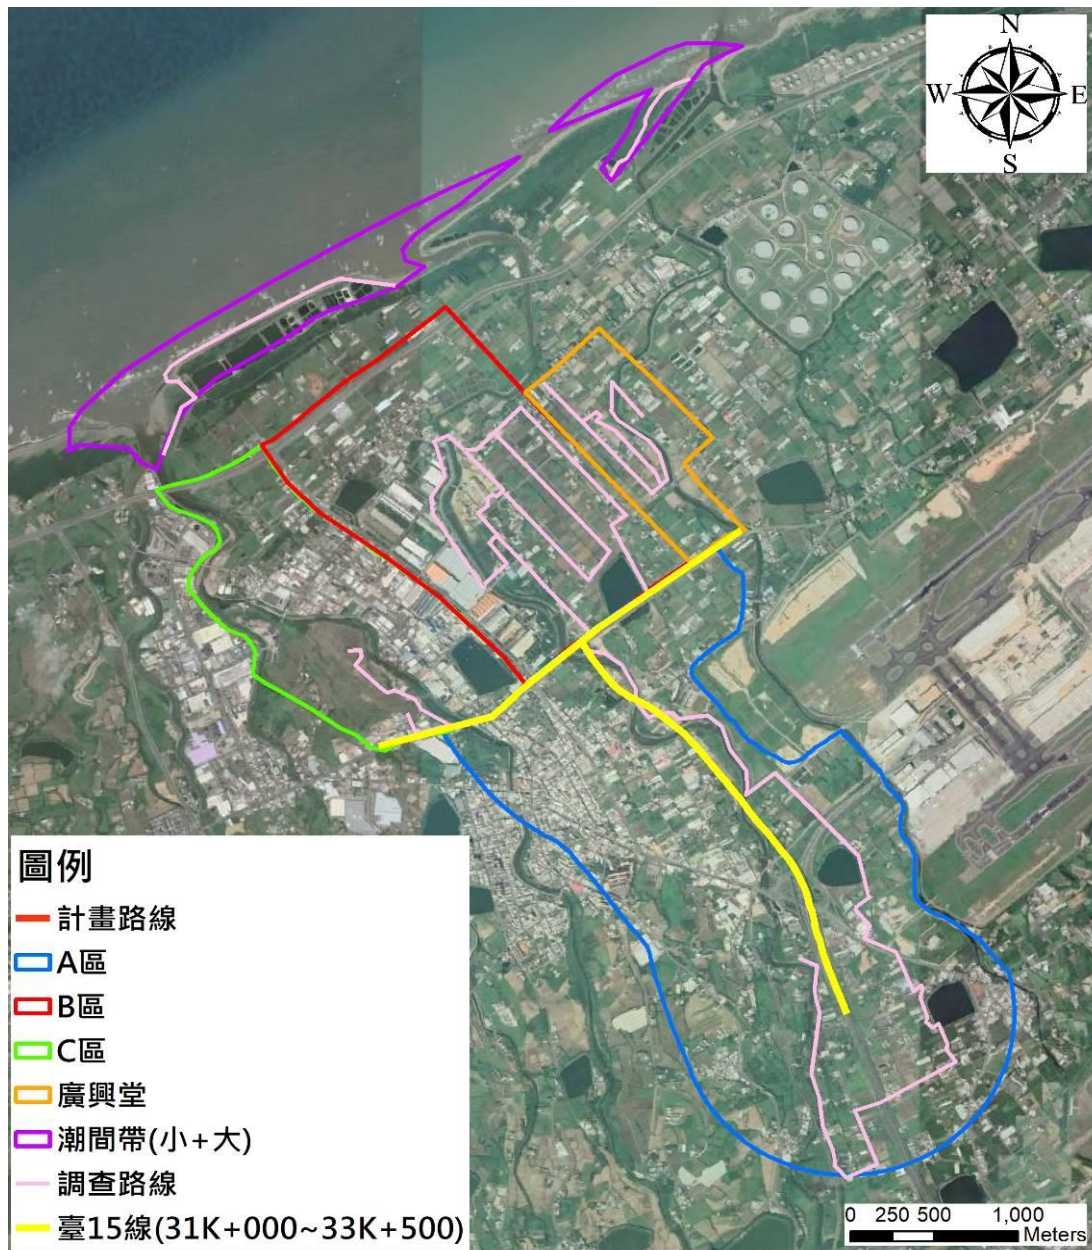 N
W E
S
圖例
計畫路線
A區
B區
C區
廣興堂
潮間帶(小+大)
調查路線
臺15線(31K+000~33K+500)
0 250 500 1,000
Meters